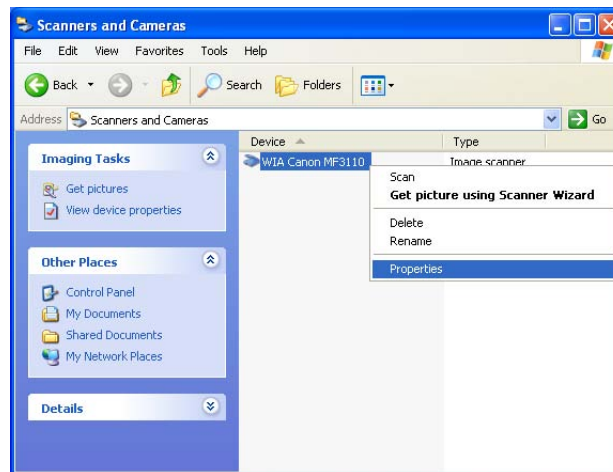 Scanners and Cameras
File Edit View Favorites Tools Help
Back Search Folders
Address Scanners and Cameras Go
Device Type
WIA Canon MF3110 Image scanner
Imaging Tasks
Get pictures
View device properties
Other Places
Control Panel
My Documents
Shared Documents
My Network Places
Details
Scan
Get picture using Scanner Wizard
Delete
Rename
Properties